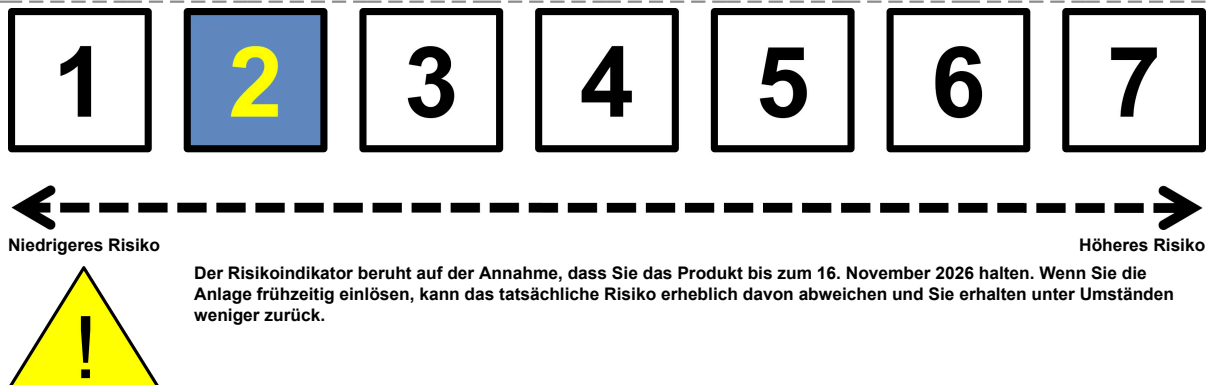 1 2 3 4 5 6 7
Niedrigeres Risiko Höheres Risiko
Der Risikoindikator beruht auf der Annahme, dass Sie das Produkt bis zum 16. November 2026 halten. Wenn Sie die
Anlage frühzeitig einlösen, kann das tatsächliche Risiko erheblich davon abweichen und Sie erhalten unter Umständen
weniger zurück.
!